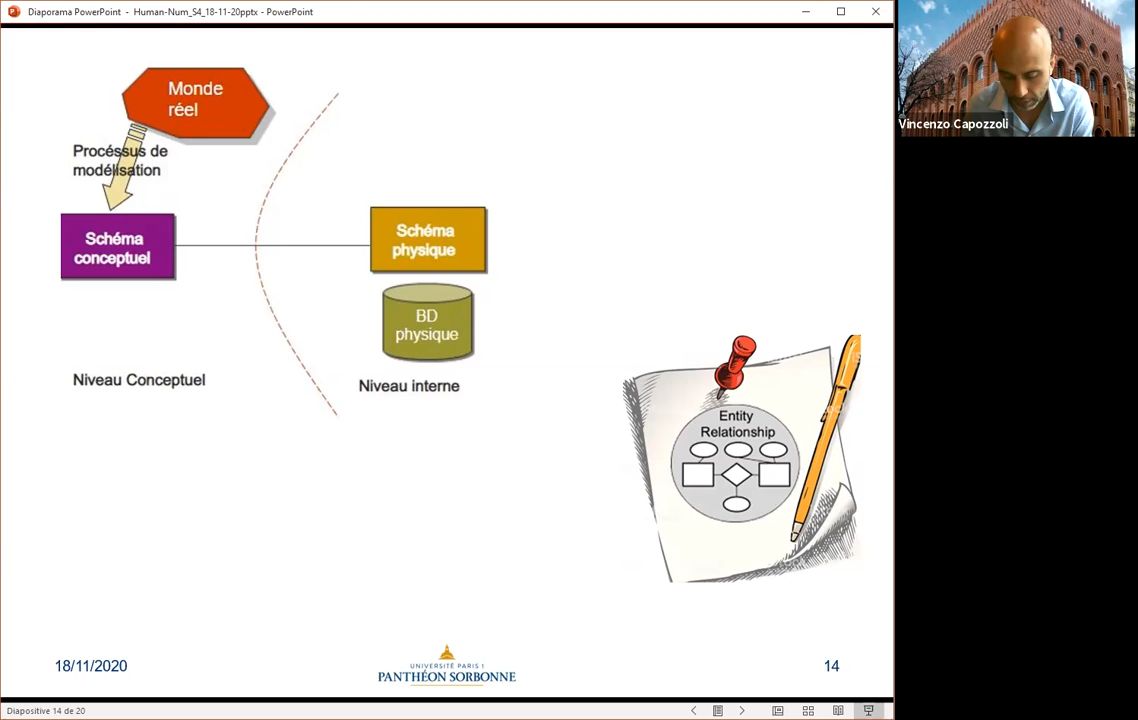 Diaporama PowerPoint - Human-Num_S4_18-11-20pptx - PowerPoint
Monde
réel
Procéssus de
modélisation
Schéma
conceptuel
Schéma
physique
BD
physique
Niveau Conceptuel
Niveau interne
Entity
Relationship
18/11/2020
UNIVERSITÉ PARIS 1
PANTHÉON SORBONNE
14
Diapositive 14 de 20
Vincenzo Capozzoli